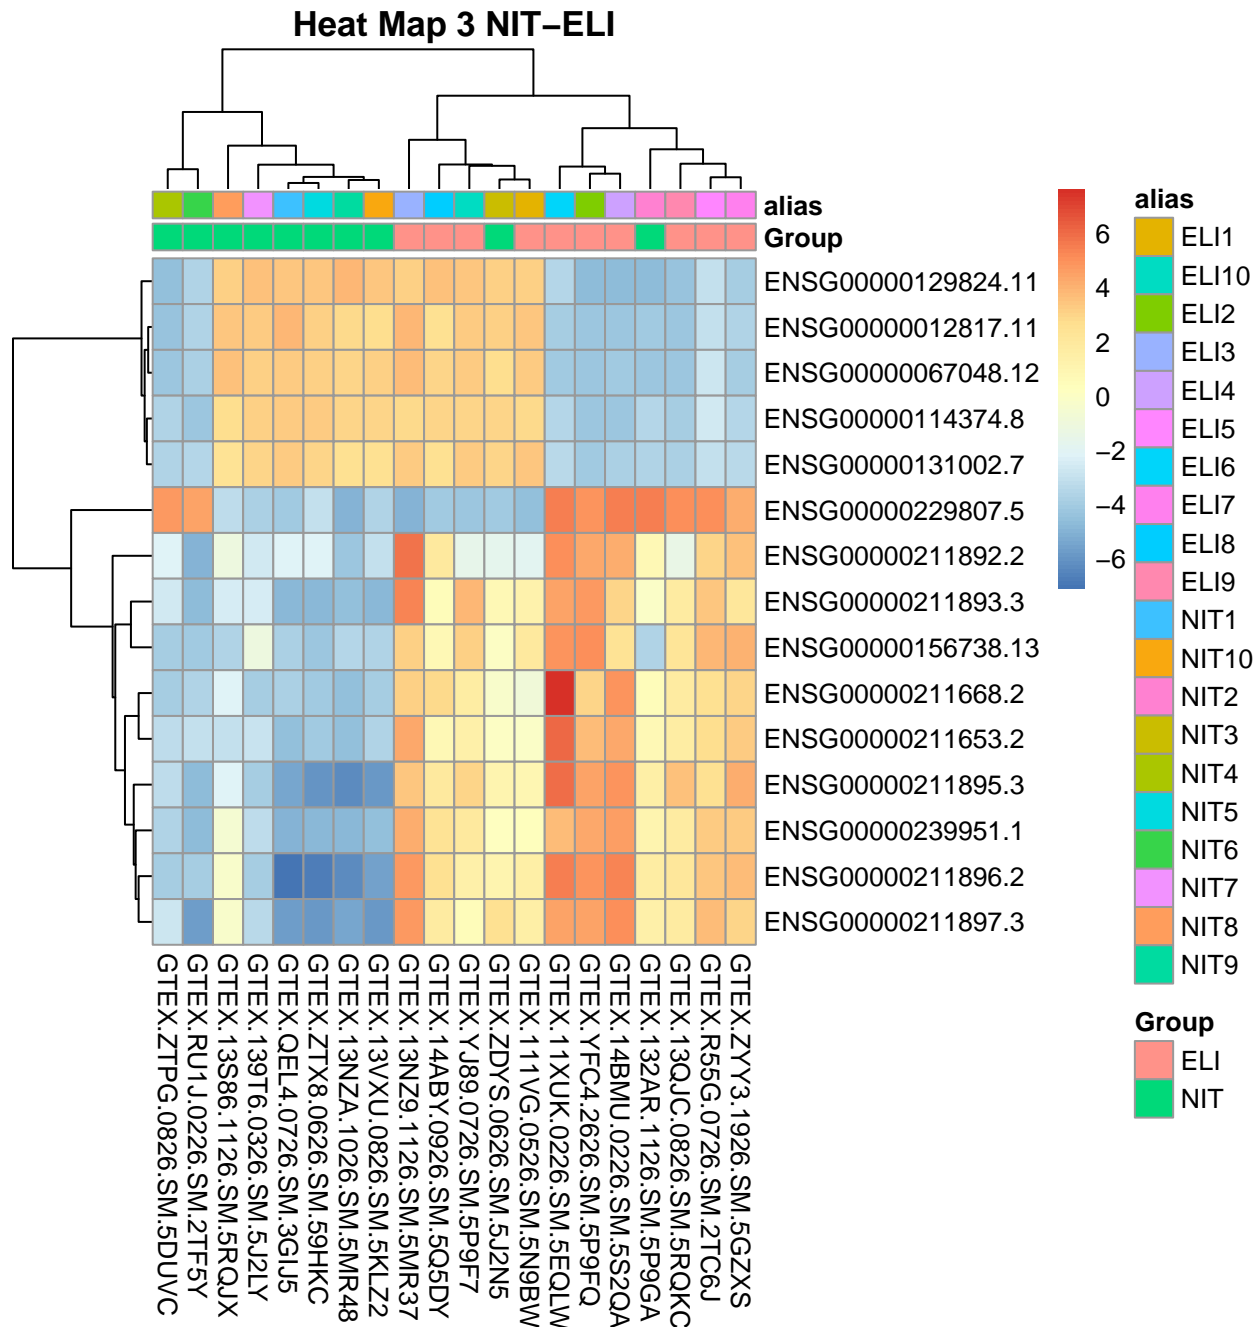 Heat Map 3 NIT−ELI
alias
Group
ENSG00000129824.11
ENSG00000012817.11
ENSG00000067048.12
ENSG00000114374.8
ENSG00000131002.7
ENSG00000229807.5
ENSG00000211892.2
ENSG00000211893.3
ENSG00000156738.13
ENSG00000211668.2
ENSG00000211653.2
ENSG00000211895.3
ENSG00000239951.1
ENSG00000211896.2
ENSG00000211897.3
GTEX.ZTPG.0826.SM.5DUVC
GTEX.RU1J.0226.SM.2TF5Y
GTEX.13S86.1126.SM.5RQJX
GTEX.139T6.0326.SM.5J2LY
GTEX.QEL4.0726.SM.3GIJ5
GTEX.ZTX8.0626.SM.59HKC
GTEX.13NZA.1026.SM.5MR48
GTEX.13VXU.0826.SM.5KLZ2
GTEX.13NZ9.1126.SM.5MR37
GTEX.14ABY.0926.SM.5Q5DY
GTEX.YJ89.0726.SM.5P9F7
GTEX.ZDYS.0626.SM.5J2N5
GTEX.111VG.0526.SM.5N9BW
GTEX.11XUK.0226.SM.5EQLW
GTEX.YFC4.2626.SM.5P9FQ
GTEX.14BMU.0226.SM.5S2QA
GTEX.132AR.1126.SM.5P9GA
GTEX.13QJC.0826.SM.5RQKC
GTEX.R55G.0726.SM.2TC6J
GTEX.ZYY3.1926.SM.5GZXS
6
4
2
0
−2
−4
−6
alias
ELI1
ELI10
ELI2
ELI3
ELI4
ELI5
ELI6
ELI7
ELI8
ELI9
NIT1
NIT10
NIT2
NIT3
NIT4
NIT5
NIT6
NIT7
NIT8
NIT9
Group
ELI
NIT